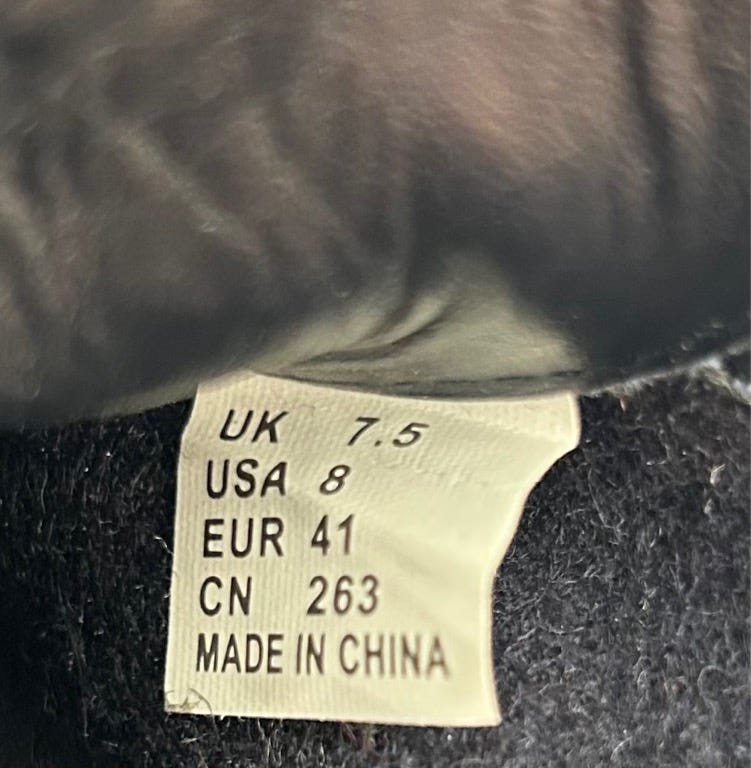 UK 7.5
USA 8
EUR 41
CN 263
MADE IN CHINA